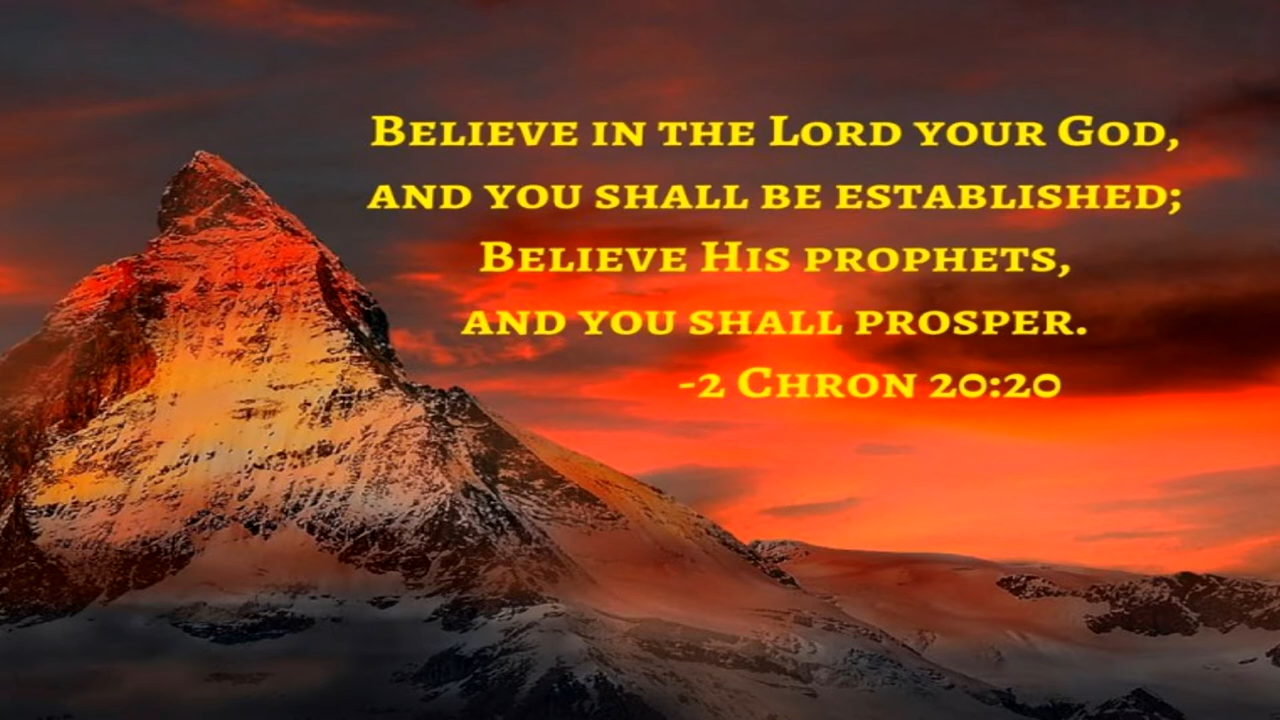 Believe in the Lord your God,
and you shall be established;
Believe His prophets,
and you shall prosper.
-2 Chron 20:20